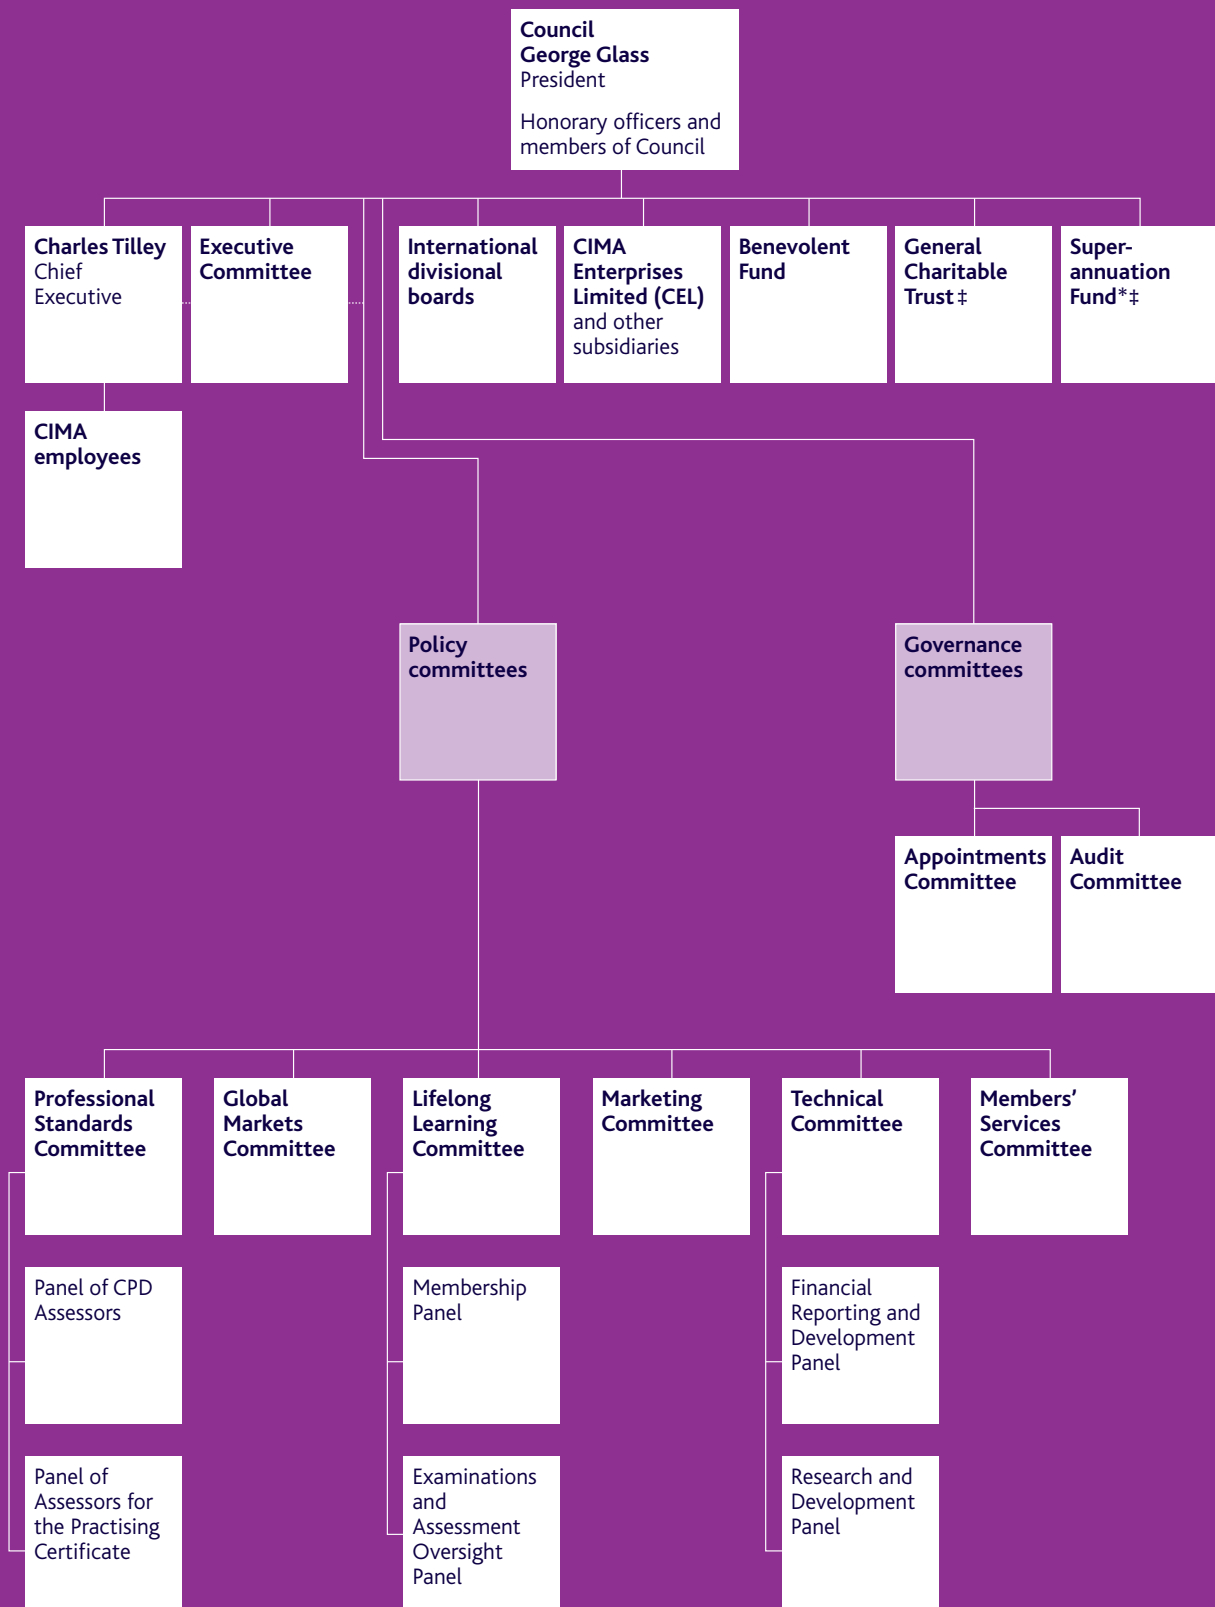 Council
George Glass
President
Honorary officers and
members of Council
Charles Tilley
Chief
Executive
Executive
Committee
International
divisional
boards
CIMA
Enterprises
Limited (CEL)
and other
subsidiaries
Benevolent
Fund
General
Charitable
Trust ‡
Super-
annuation
Fund*‡
CIMA
employees
Policy
committees
Governance
committees
Appointments
Committee
Audit
Committee
Professional
Standards
Committee
Global
Markets
Committee
Lifelong
Learning
Committee
Marketing
Committee
Technical
Committee
Members’
Services
Committee
Panel of CPD
Assessors
Membership
Panel
Financial
Reporting and
Development
Panel
Panel of
Assessors for
the Practising
Certificate
Examinations
and
Assessment
Oversight
Panel
Research and
Development
Panel